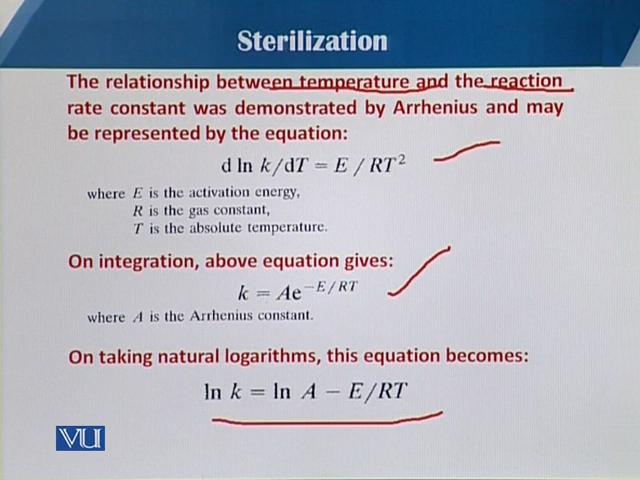 Sterilization
The relationship between temperature and the reaction
rate constant was demonstrated by Arrhenius and may
be represented by the equation:
d ln k/dT = E / RT²
where E is the activation energy,
R is the gas constant,
T is the absolute temperature.
On integration, above equation gives:
k = Ae⁻ᴱ/ᴿᵀ
where A is the Arrhenius constant.
On taking natural logarithms, this equation becomes:
ln k = ln A − E/RT
VU